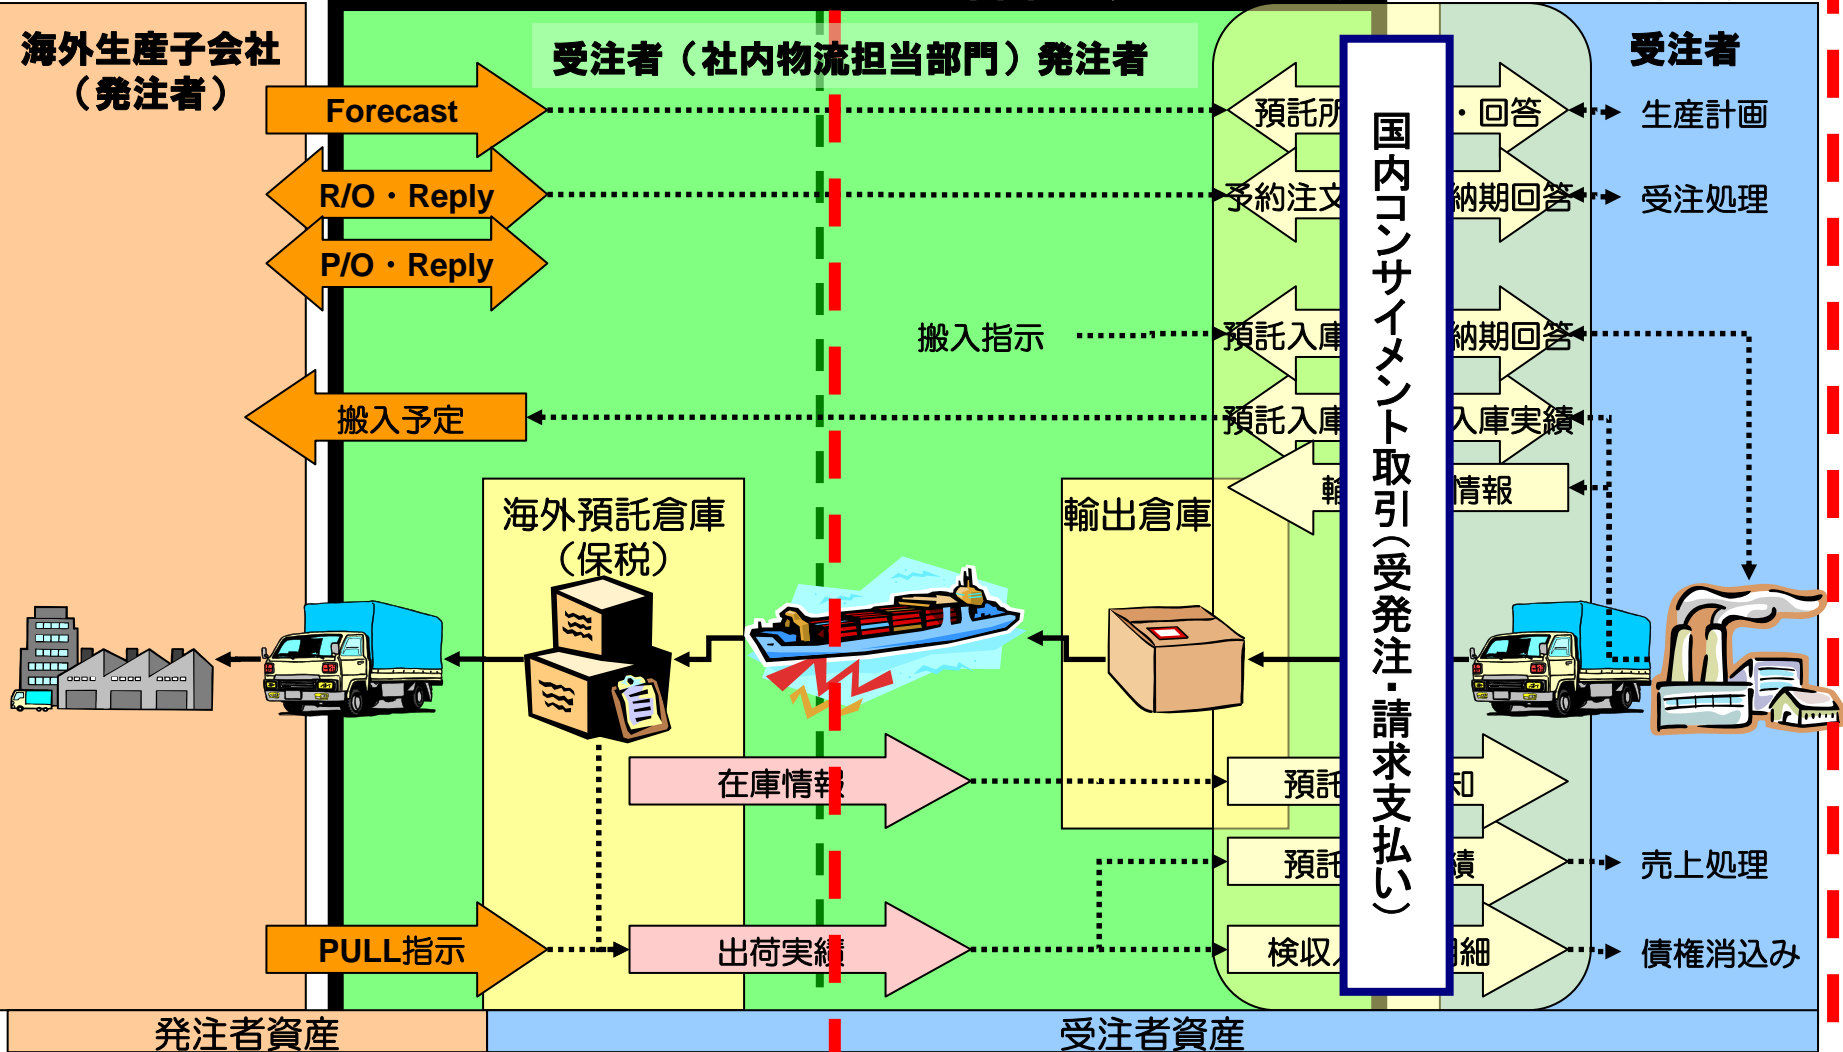 海外生産子会社
（発注者）
受注者（社内物流担当部門）発注者
受注者
Forecast
預託所
・回答
生産計画
R/O・Reply
予約注文
納期回答
受注処理
P/O・Reply
搬入指示
預託入庫
納期回答
搬入予定
預託入庫
入庫実績
情報
国内コンサイメント取引（受発注・請求支払い）
海外預託倉庫
（保税）
輸出倉庫
在庫情報
預託
知
預託
績
売上処理
PULL指示
出荷実績
検収
細
債権消込み
発注者資産
受注者資産